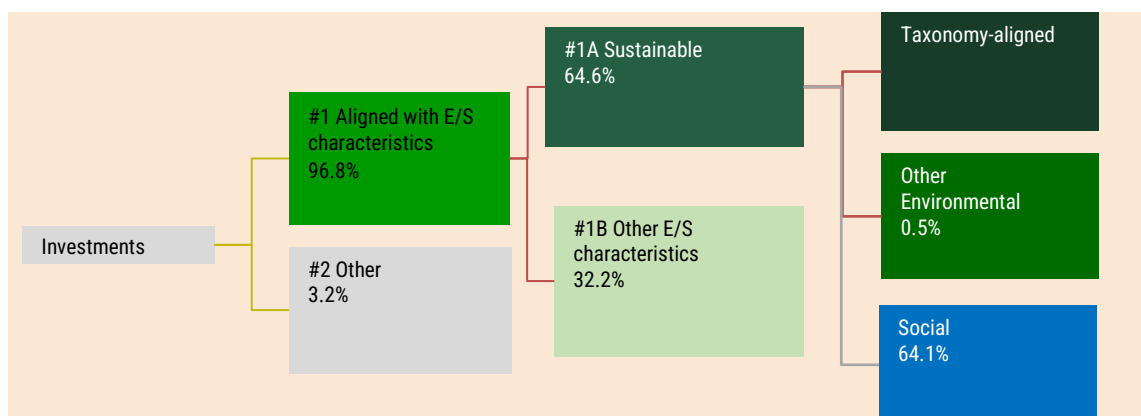 Investments
#1 Aligned with E/S
characteristics
96.8%
#2 Other
3.2%
#1A Sustainable
64.6%
#1B Other E/S
characteristics
32.2%
Taxonomy-aligned
Other
Environmental
0.5%
Social
64.1%